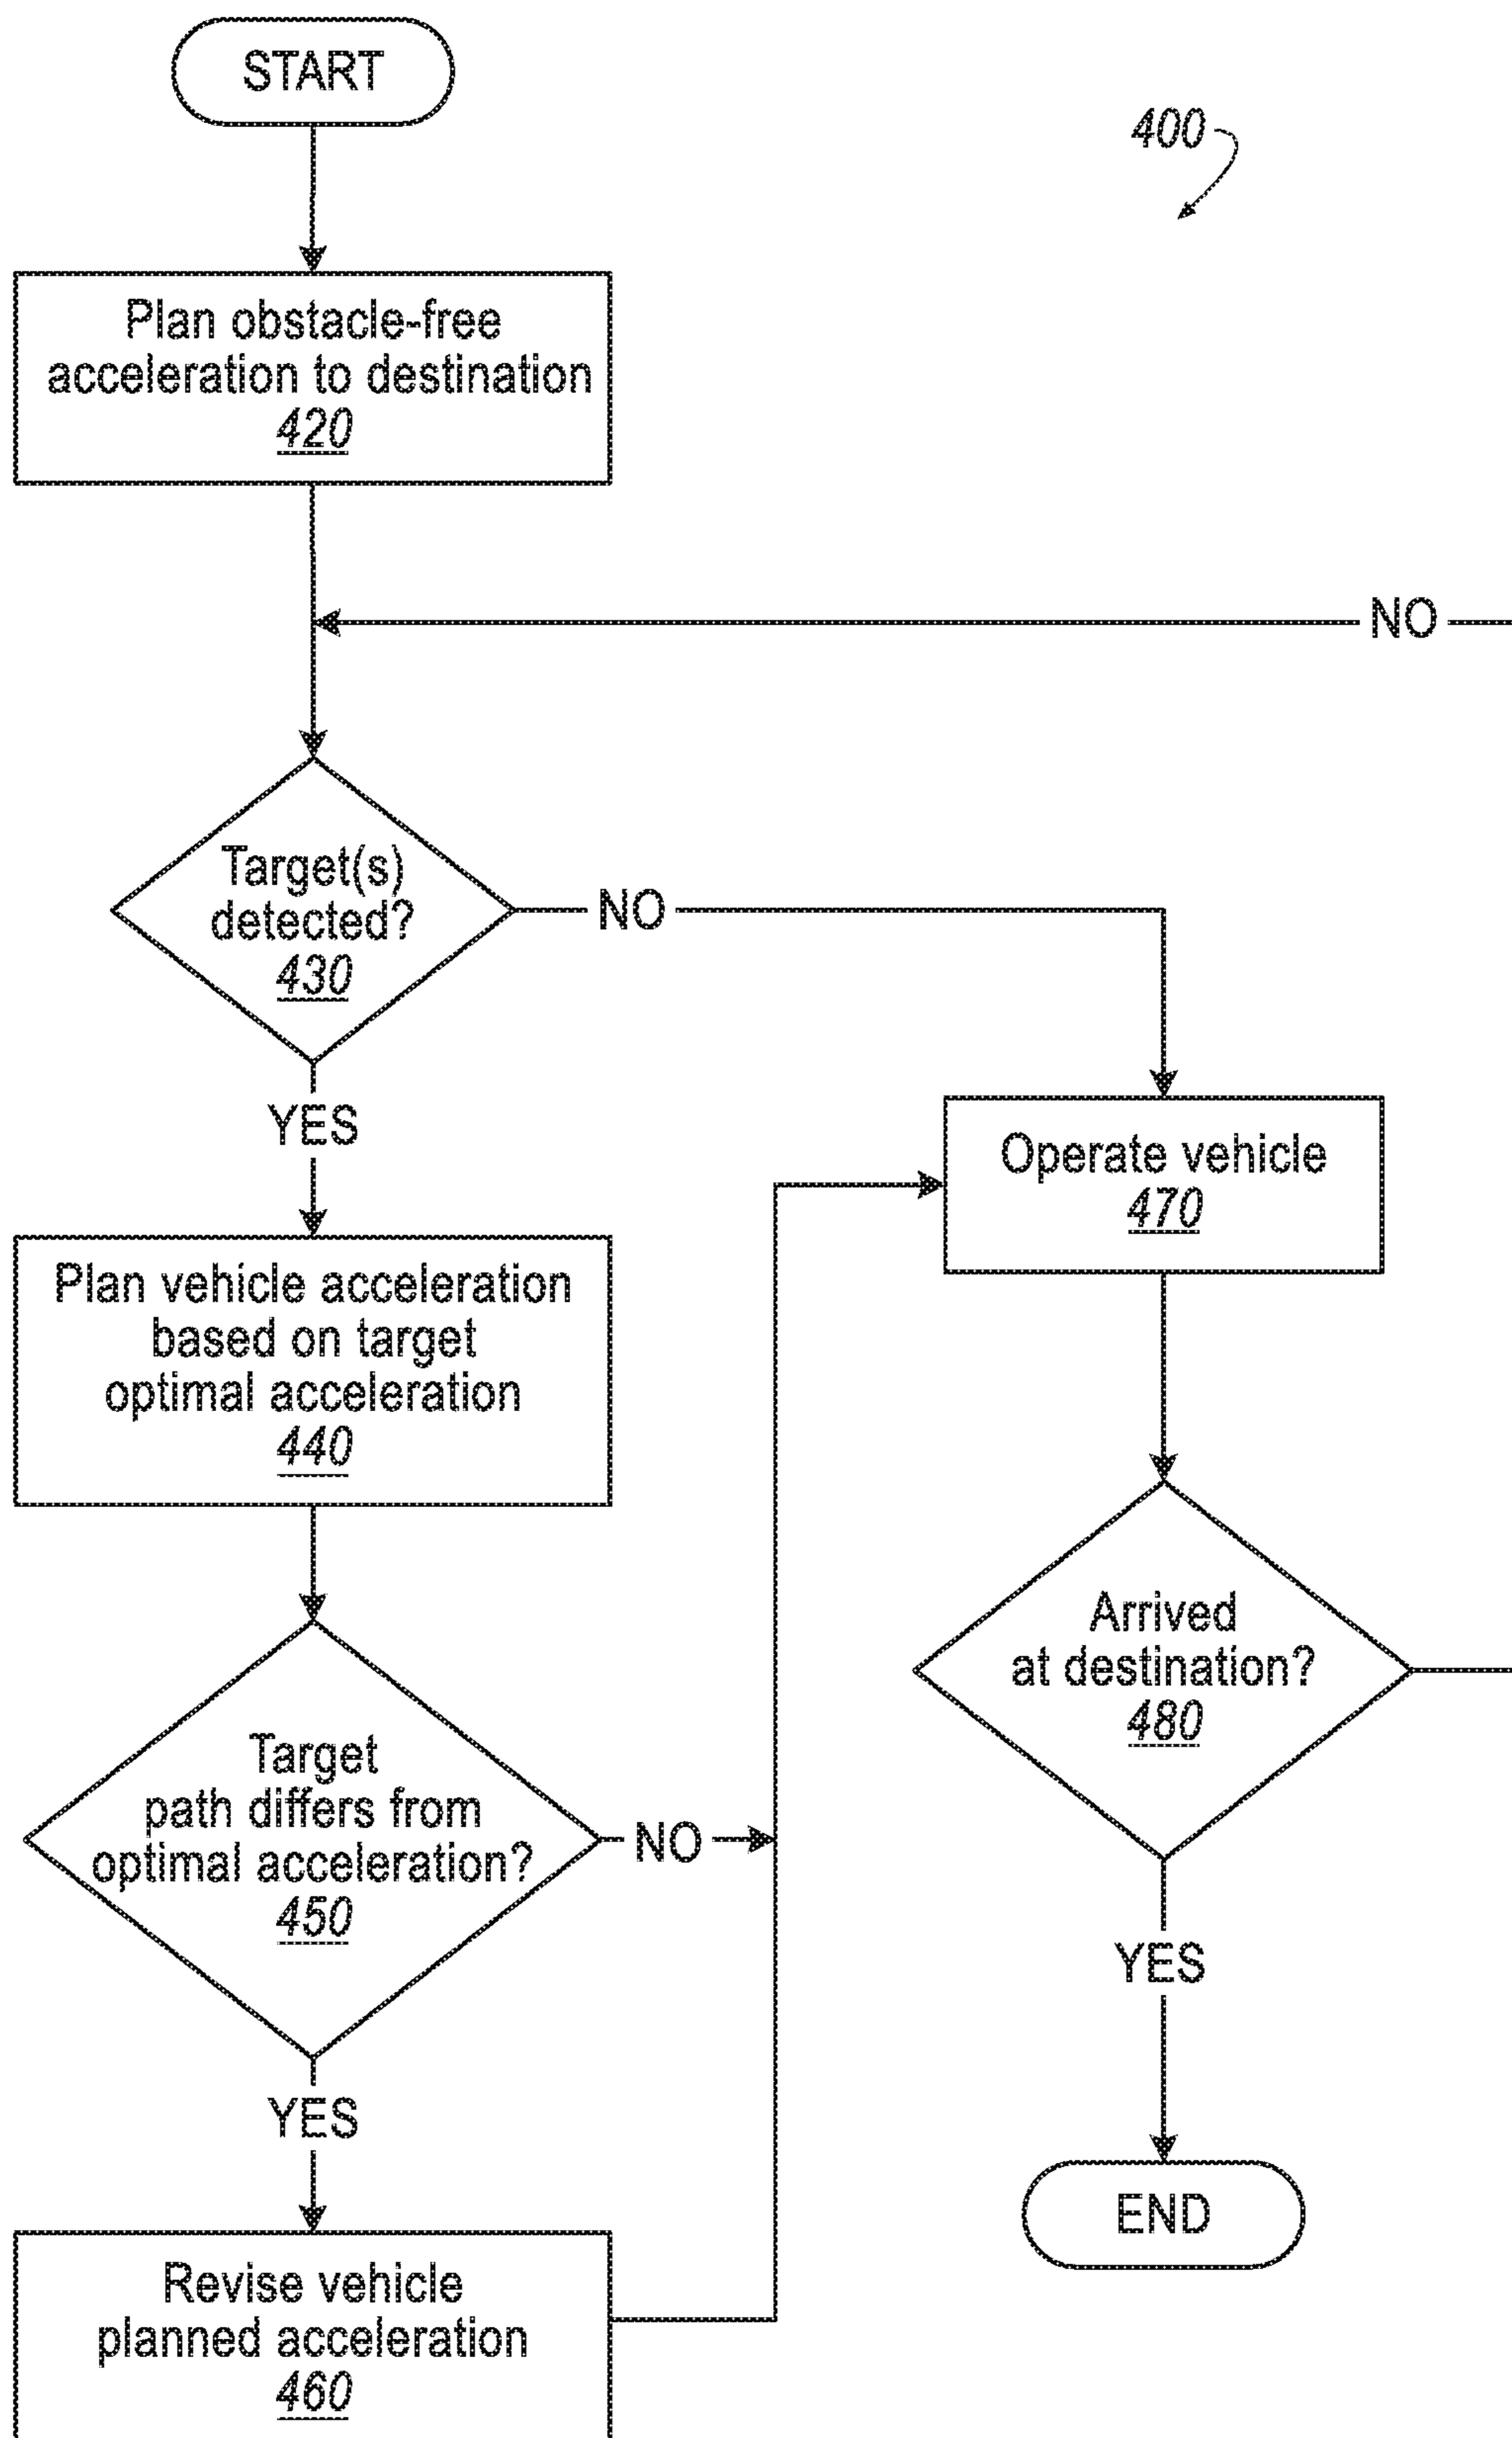 START
400
Plan obstacle-free
acceleration to destination
420
NO
Target(s)
detected?
430
NO
YES
Operate vehicle
470
Plan vehicle acceleration
based on target
optimal acceleration
440
Arrived
at destination?
480
Target
path differs from
optimal acceleration?
450
NO
YES
YES
END
Revise vehicle
planned acceleration
460